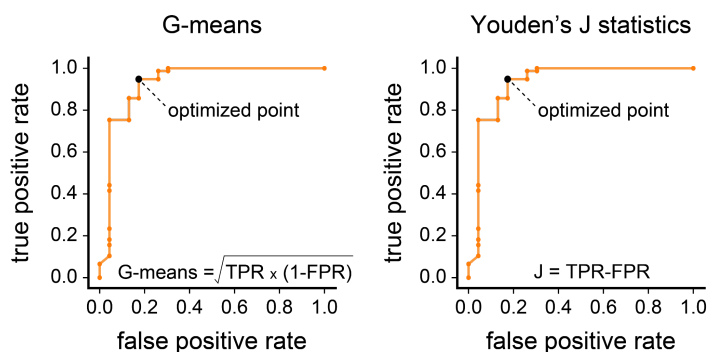 G-means
true positive rate
1.0
0.8
0.6
0.4
0.2
0.0
optimized point
G-means = √TPR x (1-FPR)
0.0 0.2 0.4 0.6 0.8 1.0
false positive rate
Youden's J statistics
true positive rate
1.0
0.8
0.6
0.4
0.2
0.0
optimized point
J = TPR-FPR
0.0 0.2 0.4 0.6 0.8 1.0
false positive rate